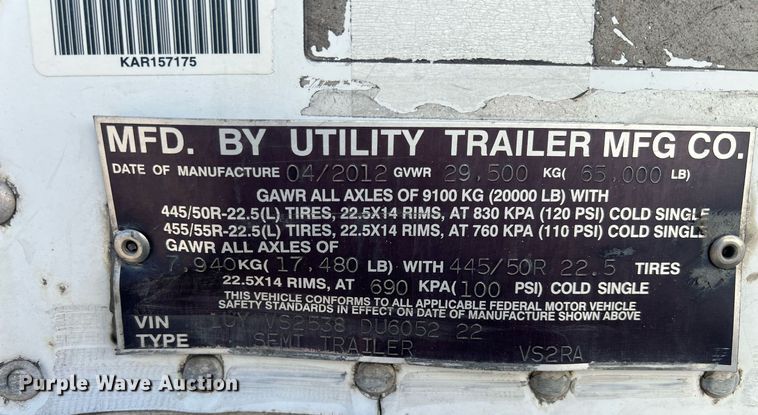 KAR157175
MFD. BY UTILITY TRAILER MFG CO.
DATE OF MANUFACTURE 04/2012 GVWR 29,500 KG( 65,000 LB)
GAWR ALL AXLES OF 9100 KG (20000 LB) WITH
445/50R-22.5(L) TIRES, 22.5X14 RIMS, AT 830 KPA (120 PSI) COLD SINGLE
455/55R-22.5(L) TIRES, 22.5X14 RIMS, AT 760 KPA (110 PSI) COLD SINGLE
GAWR ALL AXLES OF
7,940KG( 17,480 LB) WITH 445/50R 22.5 TIRES
22.5X14 RIMS, AT 690 KPA(100 PSI) COLD SINGLE
THIS VEHICLE CONFORMS TO ALL APPLICABLE FEDERAL MOTOR VEHICLE
SAFETY STANDARDS IN EFFECT ON DATE OF MANUFACTURE SHOWN ABOVE
VIN 1UY VS2538 DU6052 22
TYPE SEMI TRAILER VS2RA
Purple Wave Auction